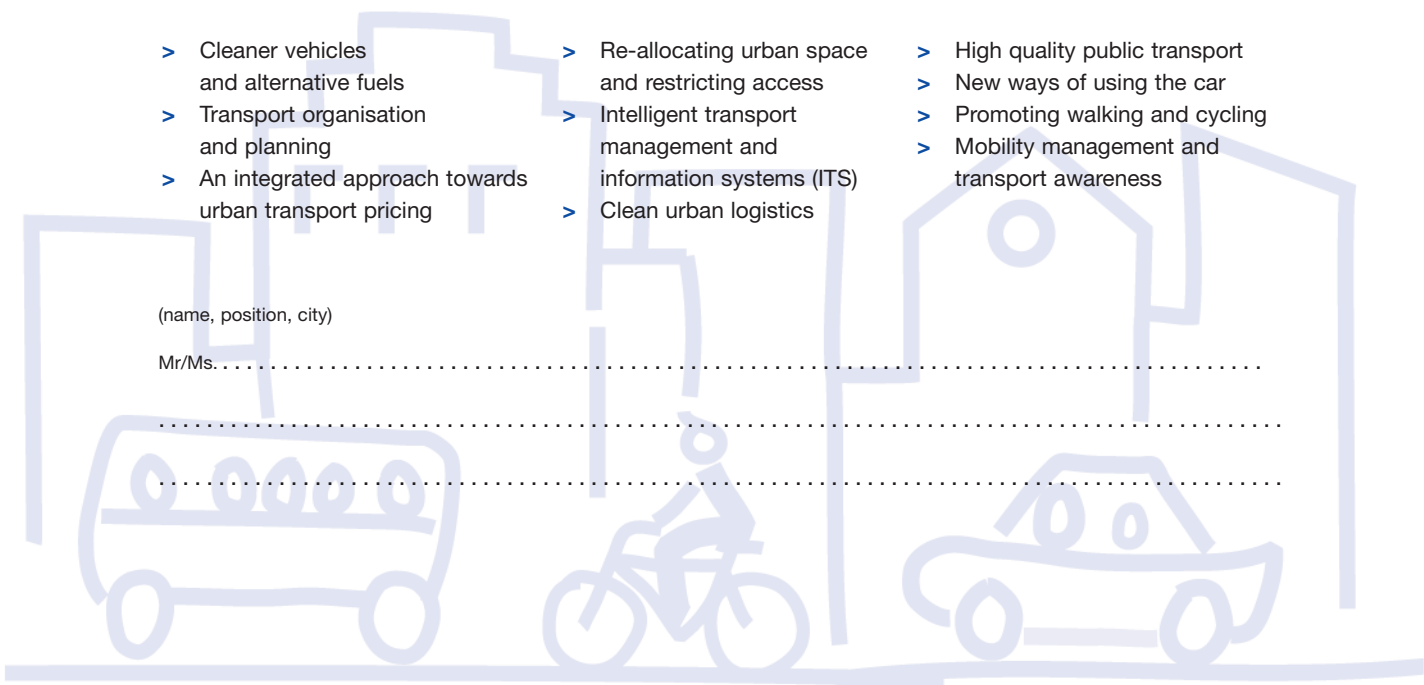 > Cleaner vehicles
and alternative fuels
> Transport organisation
and planning
> An integrated approach towards
urban transport pricing
> Re-allocating urban space
and restricting access
> Intelligent transport
management and
information systems (ITS)
> Clean urban logistics
> High quality public transport
> New ways of using the car
> Promoting walking and cycling
> Mobility management and
transport awareness
(name, position, city)
Mr/Ms. . . . . . . . . . . . . . . . . . . . . . . . . . . . . . . . . . . . . . . . . . . . . . . . . . . . . . . . . . . . . . . . . . . . . . . . . . . . . . . . . . . . . . . .
. . . . . . . . . . . . . . . . . . . . . . . . . . . . . . . . . . . . . . . . . . . . . . . . . . . . . . . . . . . . . . . . . . . . . . . . . . . . . . . . . . . . . . . . . . . . . .
. . . . . . . . . . . . . . . . . . . . . . . . . . . . . . . . . . . . . . . . . . . . . . . . . . . . . . . . . . . . . . . . . . . . . . . . . . . . . . . . . . . . . . . . . . . . . .